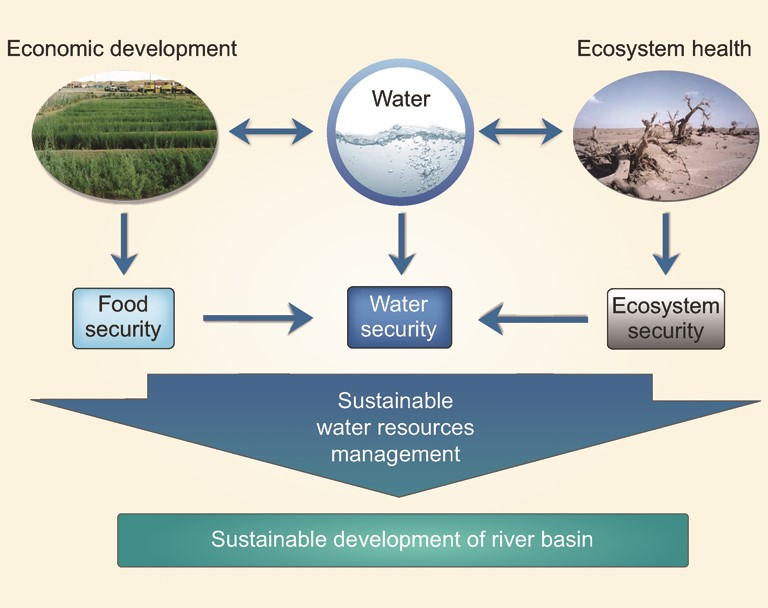 Economic development
Water
Ecosystem health
Food
security
Water
security
Ecosystem
security
Sustainable
water resources
management
Sustainable development of river basin